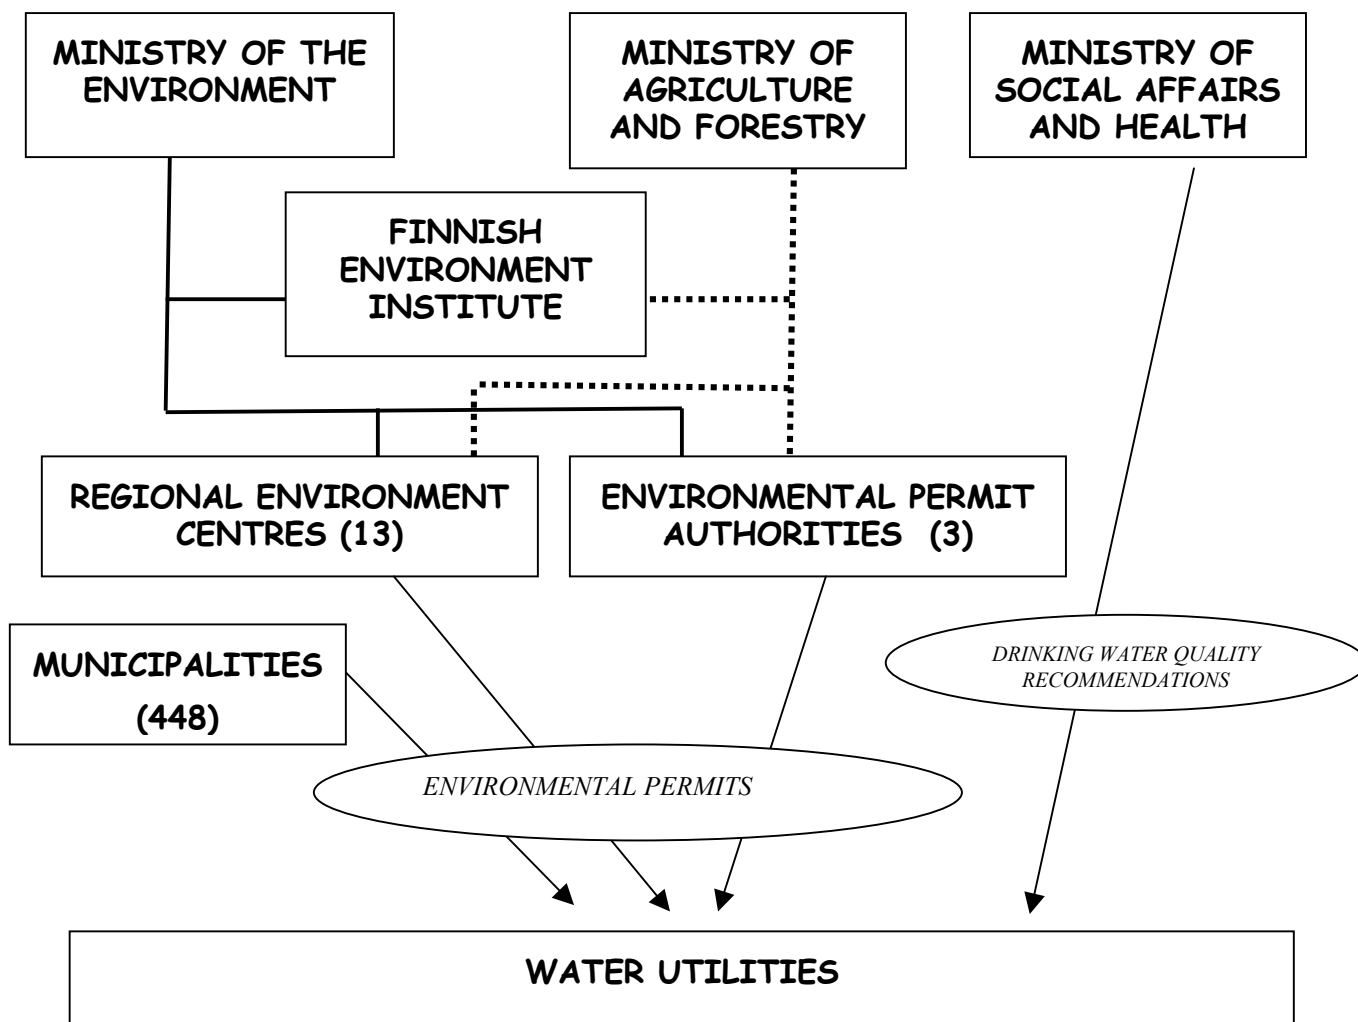 MINISTRY OF THE
ENVIRONMENT
MINISTRY OF
AGRICULTURE
AND FORESTRY
MINISTRY OF
SOCIAL AFFAIRS
AND HEALTH
FINNISH
ENVIRONMENT
INSTITUTE
REGIONAL ENVIRONMENT
CENTRES (13)
ENVIRONMENTAL PERMIT
AUTHORITIES (3)
MUNICIPALITIES
(448)
DRINKING WATER QUALITY
RECOMMENDATIONS
ENVIRONMENTAL PERMITS
WATER UTILITIES